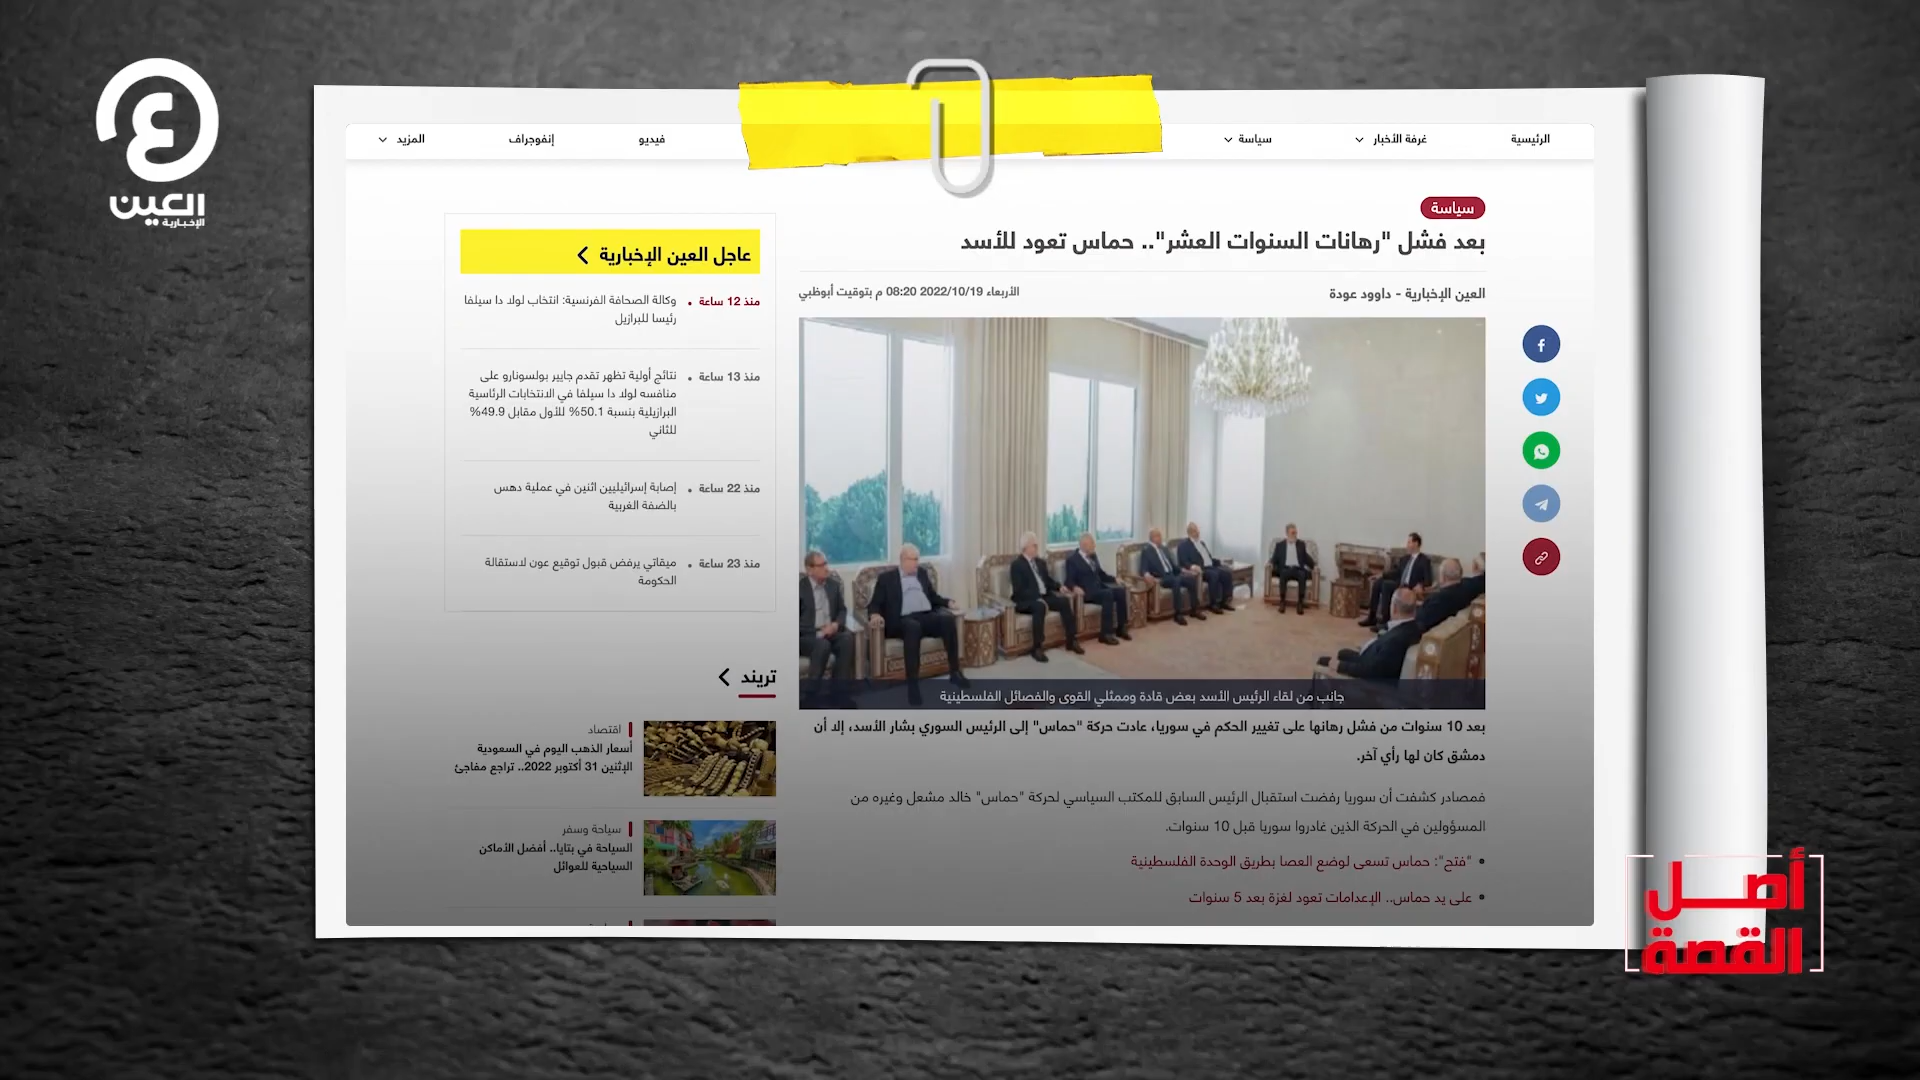 العين
الإخبارية
الرئيسية
غرفة الأخبار
سياسة
فيديو
إنفوجراف
المزيد
سياسة
بعد فشل "رهانات السنوات العشر".. حماس تعود للأسد
العين الإخبارية - داوود عودة
الأربعاء 2022/10/19 08:20 م بتوقيت أبوظبي
جانب من لقاء الرئيس الأسد بعض قادة وممثلي القوى والفصائل الفلسطينية
بعد 10 سنوات من فشل رهانها على تغيير الحكم في سوريا، عادت حركة "حماس" إلى الرئيس السوري بشار الأسد، إلا أن
دمشق كان لها رأي آخر.
فمصادر كشفت أن سوريا رفضت استقبال الرئيس السابق للمكتب السياسي لحركة "حماس" خالد مشعل وغيره من
المسؤولين في الحركة الذين غادروا سوريا قبل 10 سنوات.
• "فتح": حماس تسعى لوضع العصا بطريق الوحدة الفلسطينية
• على يد حماس.. الإعدامات تعود لغزة بعد 5 سنوات
عاجل العين الإخبارية
منذ 12 ساعة • وكالة الصحافة الفرنسية: انتخاب لولا دا سيلفا
رئيسا للبرازيل
منذ 13 ساعة • نتائج أولية تظهر تقدم جايير بولسونارو على
منافسه لولا دا سيلفا في الانتخابات الرئاسية
البرازيلية بنسبة 50.1% للأول مقابل 49.9%
للثاني
منذ 22 ساعة • إصابة إسرائيليين اثنين في عملية دهس
بالضفة الغربية
منذ 23 ساعة • ميقاتي يرفض قبول توقيع عون لاستقالة
الحكومة
تريند
اقتصاد
أسعار الذهب اليوم في السعودية
الإثنين 31 أكتوبر 2022.. تراجع مفاجئ
سياحة وسفر
السياحة في بتايا.. أفضل الأماكن
السياحية للعوائل
أصل
القصة